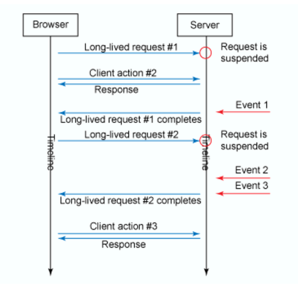 Browser
Server
Long-lived request #1
Request is
suspended
Client action #2
Response
Event 1
Long-lived request #1 completes
Long-lived request #2
Request is
suspended
Timeline
Timeline
Event 2
Event 3
Long-lived request #2 completes
Client action #3
Response